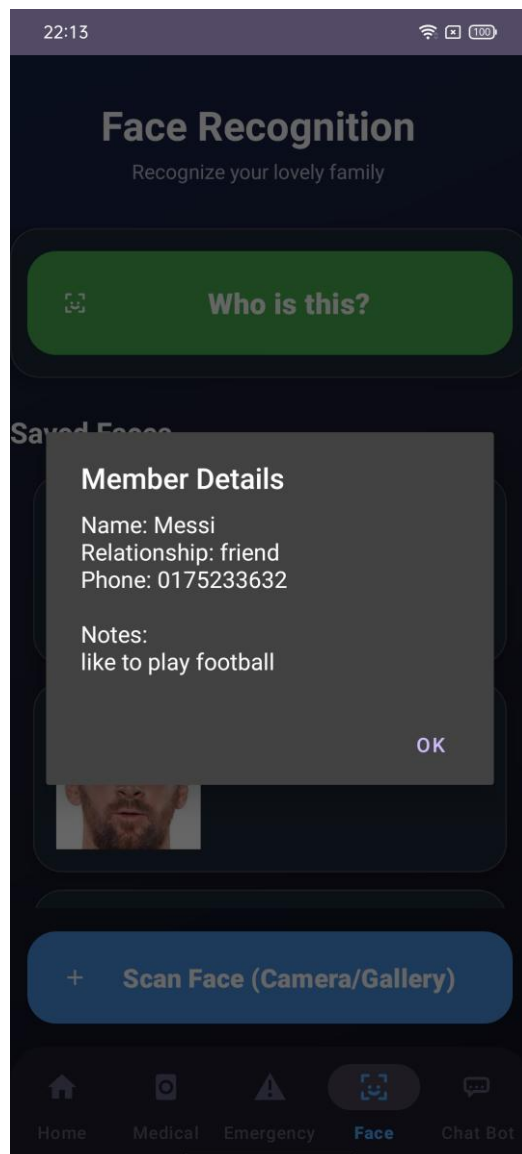 22:13
100
Face Recognition
Recognize your lovely family
Who is this?
Saved Faces
Member Details
Name: Messi
Relationship: friend
Phone: 0175233632
Notes:
like to play football
OK
+ Scan Face (Camera/Gallery)
Home Medical Emergency Face Chat Bot